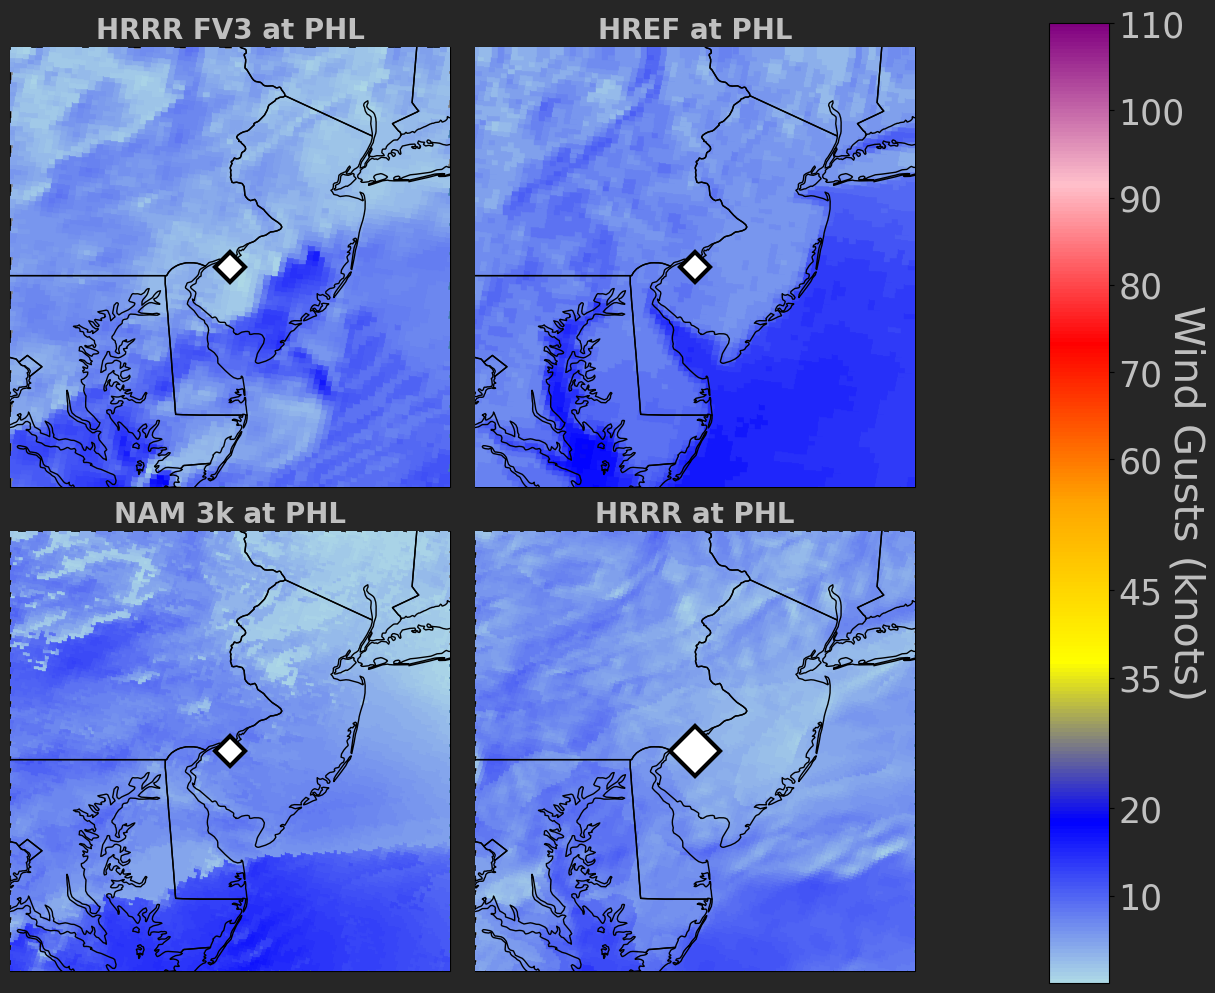 HRRR FV3 at PHL
HREF at PHL
NAM 3k at PHL
HRRR at PHL
110
100
90
80
70
60
45
35
20
10
Wind Gusts (knots)